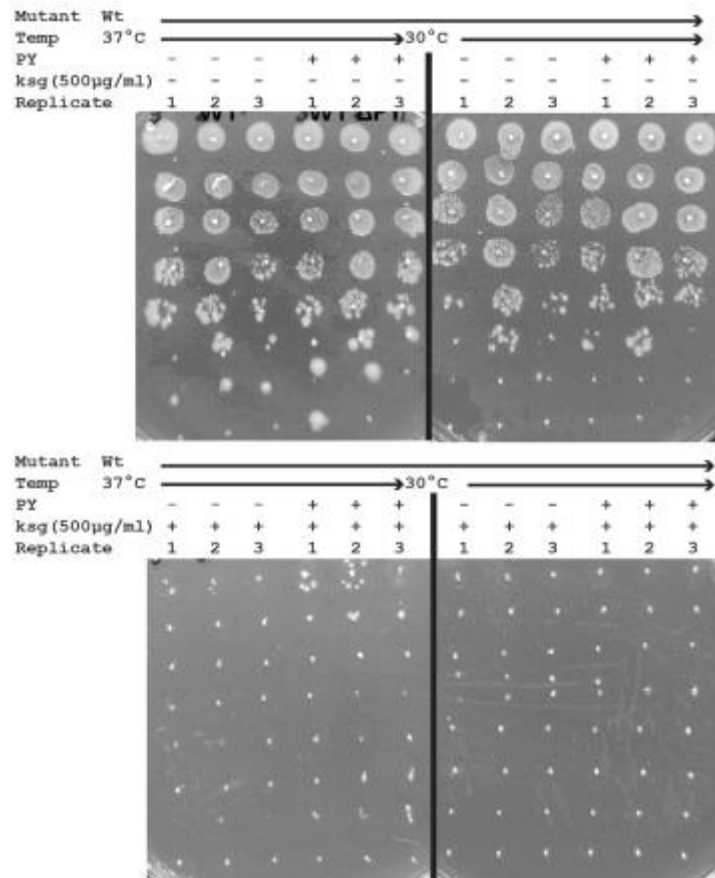 Mutant Wt
Temp 37°C 30°C
PY - - - + + + - - - + + +
ksg(500µg/ml) - - - - - - - - - - - -
Replicate 1 2 3 1 2 3 1 2 3 1 2 3
Mutant Wt
Temp 37°C 30°C
PY - - - + + + - - - + + +
ksg(500µg/ml) + + + + + + + + + + + +
Replicate 1 2 3 1 2 3 1 2 3 1 2 3